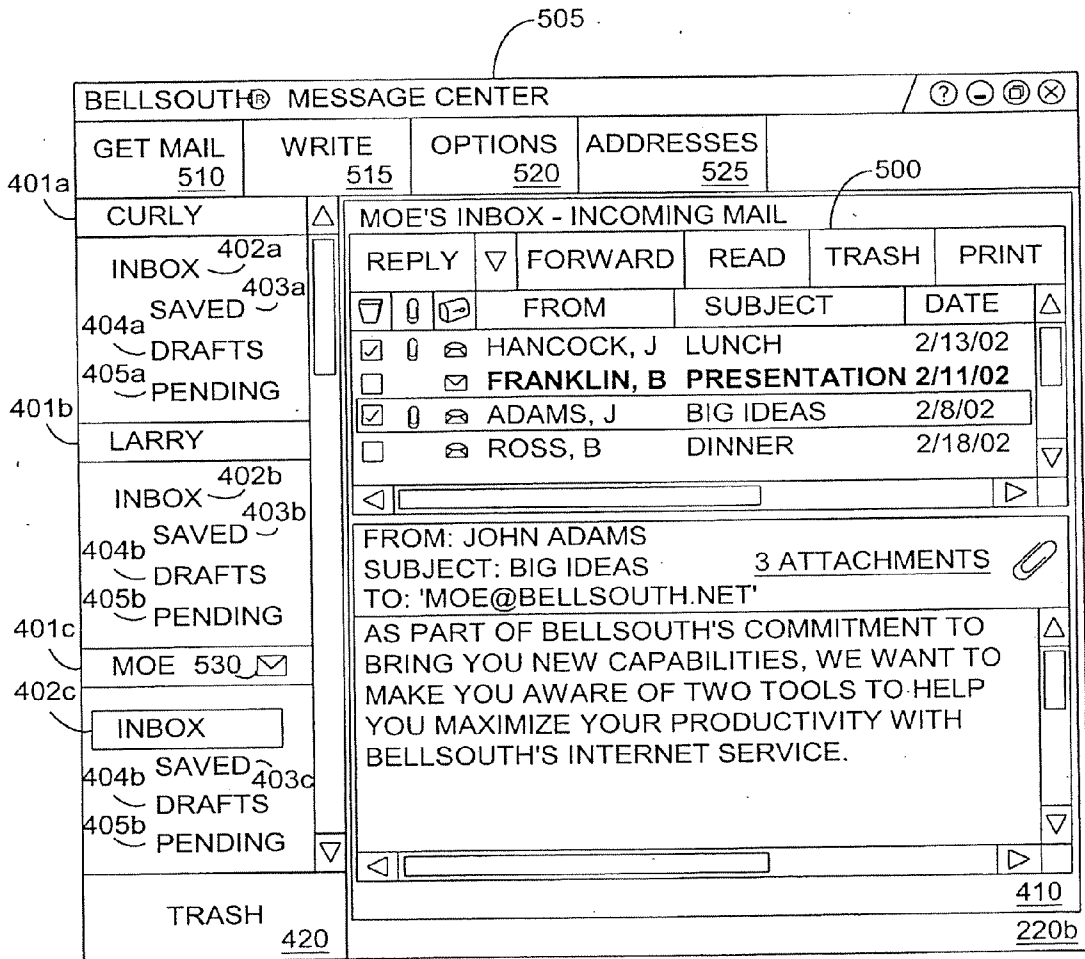 505
BELLSOUTH® MESSAGE CENTER
GET MAIL 510
WRITE 515
OPTIONS 520
ADDRESSES 525
500
401a
CURLY
INBOX 402a
SAVED 403a
404a DRAFTS
405a PENDING
401b
LARRY
INBOX 402b
SAVED 403b
404b DRAFTS
405b PENDING
401c
MOE 530
402c
INBOX
SAVED 403c
404b DRAFTS
405b PENDING
TRASH
420
MOE'S INBOX - INCOMING MAIL
REPLY FORWARD READ TRASH PRINT
FROM SUBJECT DATE
HANCOCK, J LUNCH 2/13/02
FRANKLIN, B PRESENTATION 2/11/02
ADAMS, J BIG IDEAS 2/8/02
ROSS, B DINNER 2/18/02
FROM: JOHN ADAMS
SUBJECT: BIG IDEAS 3 ATTACHMENTS
TO: 'MOE@BELLSOUTH.NET'
AS PART OF BELLSOUTH'S COMMITMENT TO
BRING YOU NEW CAPABILITIES, WE WANT TO
MAKE YOU AWARE OF TWO TOOLS TO HELP
YOU MAXIMIZE YOUR PRODUCTIVITY WITH
BELLSOUTH'S INTERNET SERVICE.
410
220b